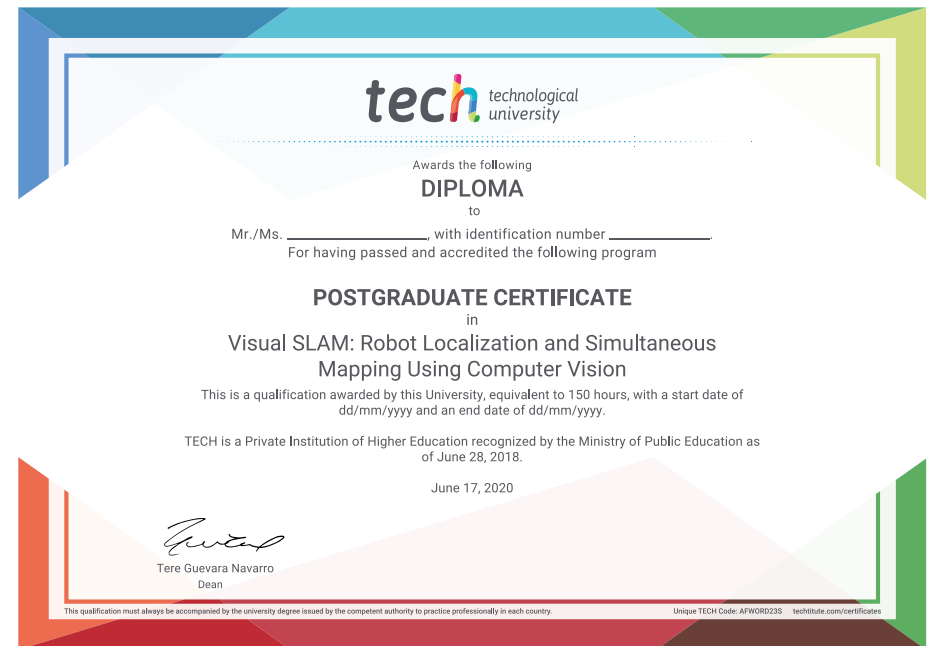 tech technological
university
Awards the following
DIPLOMA
to
Mr./Ms. ____________________, with identification number ______________.
For having passed and accredited the following program
POSTGRADUATE CERTIFICATE
in
Visual SLAM: Robot Localization and Simultaneous
Mapping Using Computer Vision
This is a qualification awarded by this University, equivalent to 150 hours, with a start date of
dd/mm/yyyy and an end date of dd/mm/yyyy.
TECH is a Private Institution of Higher Education recognized by the Ministry of Public Education as
of June 28, 2018.
June 17, 2020
Tere Guevara Navarro
Dean
This qualification must always be accompanied by the university degree issued by the competent authority to practice professionally in each country.
Unique TECH Code: AFWORD23S techtitute.com/certificates